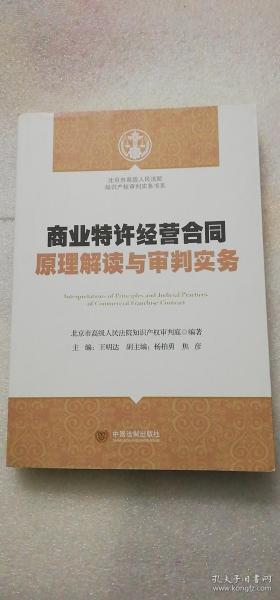 北京市高级人民法院
知识产权审判实务书系
商业特许经营合同
原理解读与审判实务
Interpretations of Principles and Judicial Practices
of Commercial Franchise Contract
北京市高级人民法院知识产权审判庭◎编著
主 编:王明达 副主编:杨柏勇 焦 彦
中国法制出版社
孔夫子旧书网